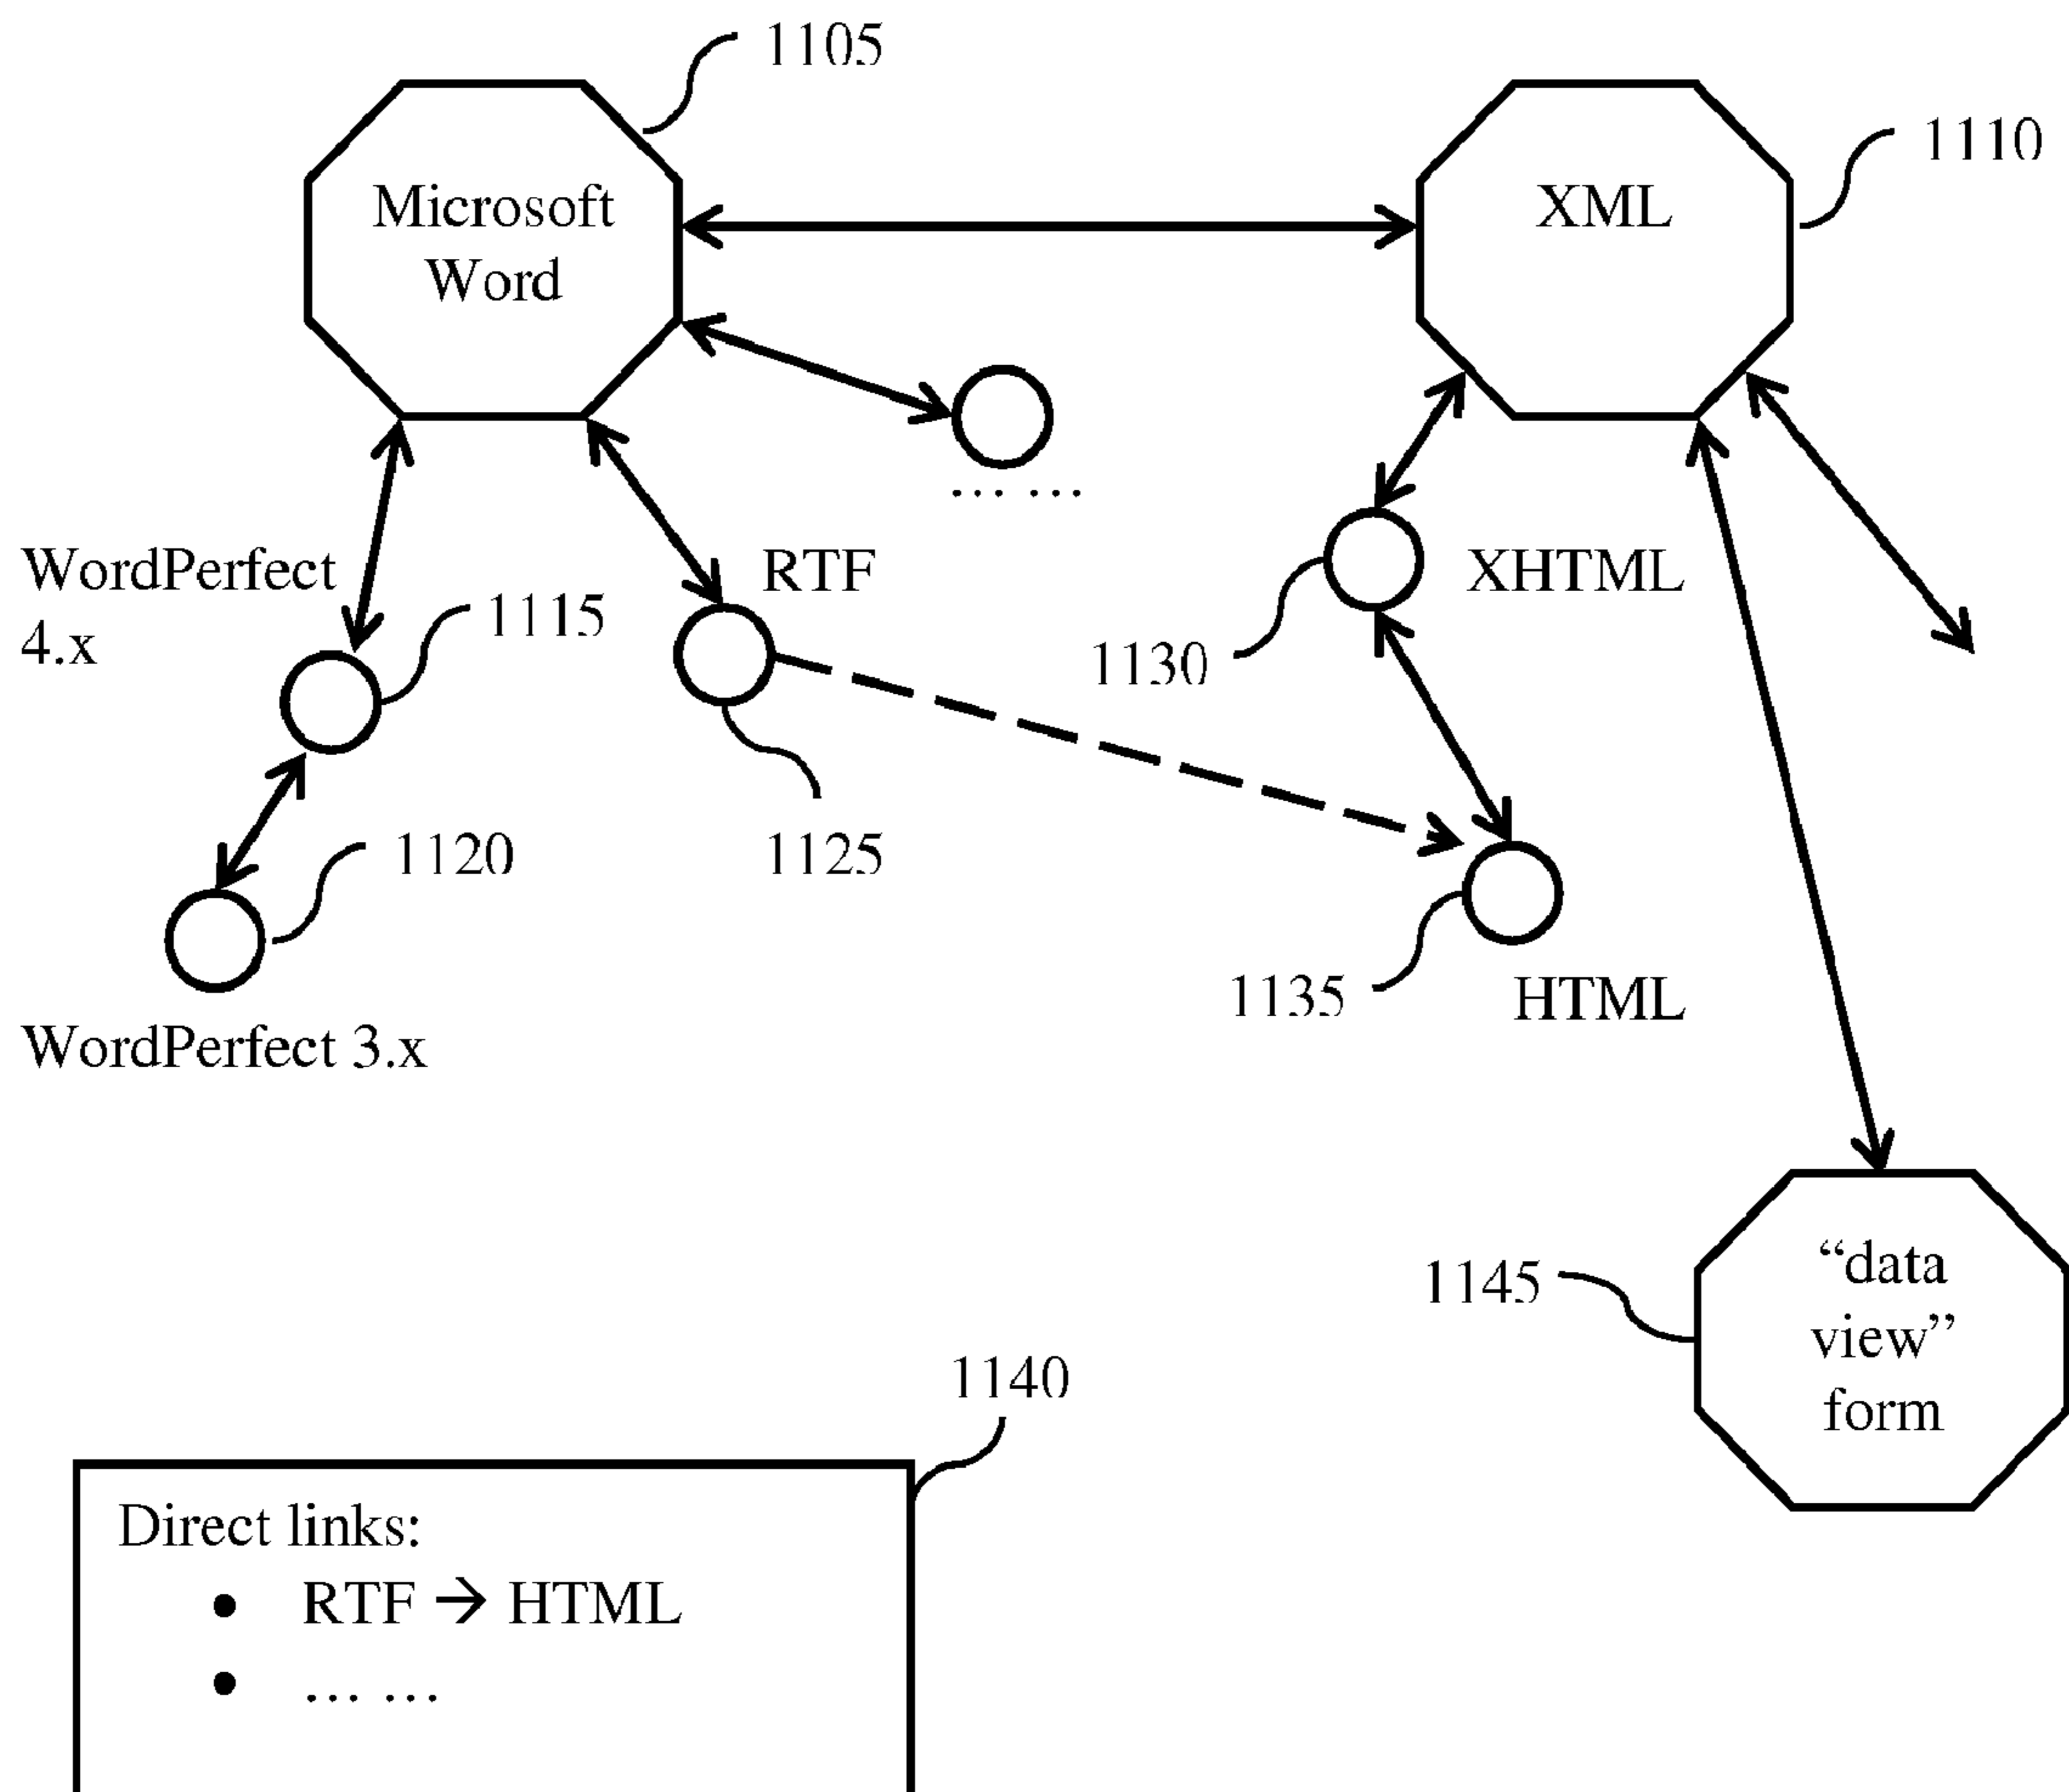 1105
1110
Microsoft
Word
XML
WordPerfect
4.x
1115
RTF
… …
XHTML
1130
1120
1125
1135
HTML
WordPerfect 3.x
1145
“data
view”
form
1140
Direct links:
• RTF → HTML
• … …